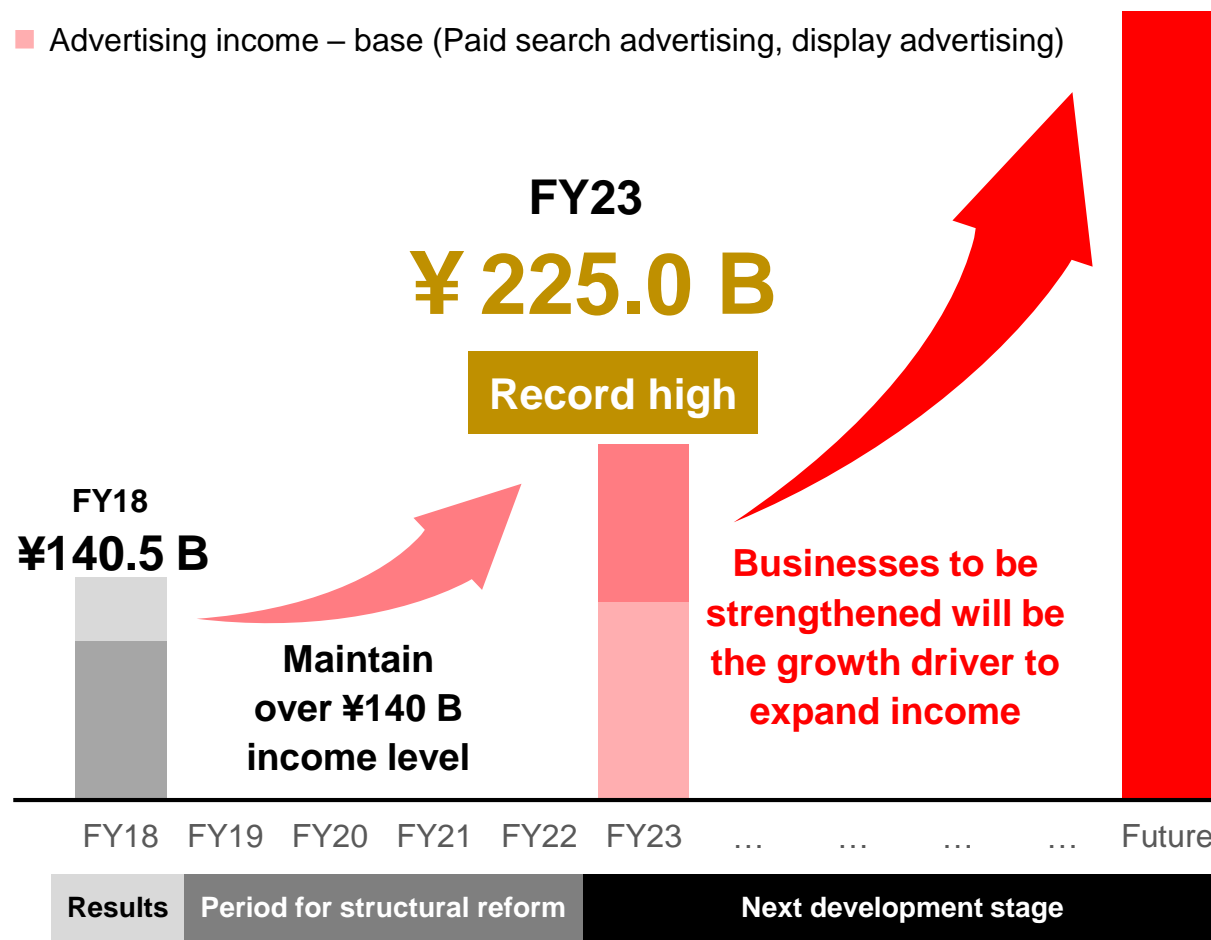 Advertising income – base (Paid search advertising, display advertising)
FY23
¥ 225.0 B
Record high
FY18
¥140.5 B
Maintain
over ¥140 B
income level
Businesses to be
strengthened will be
the growth driver to
expand income
FY18 FY19 FY20 FY21 FY22 FY23 … … … … Future
Results Period for structural reform Next development stage